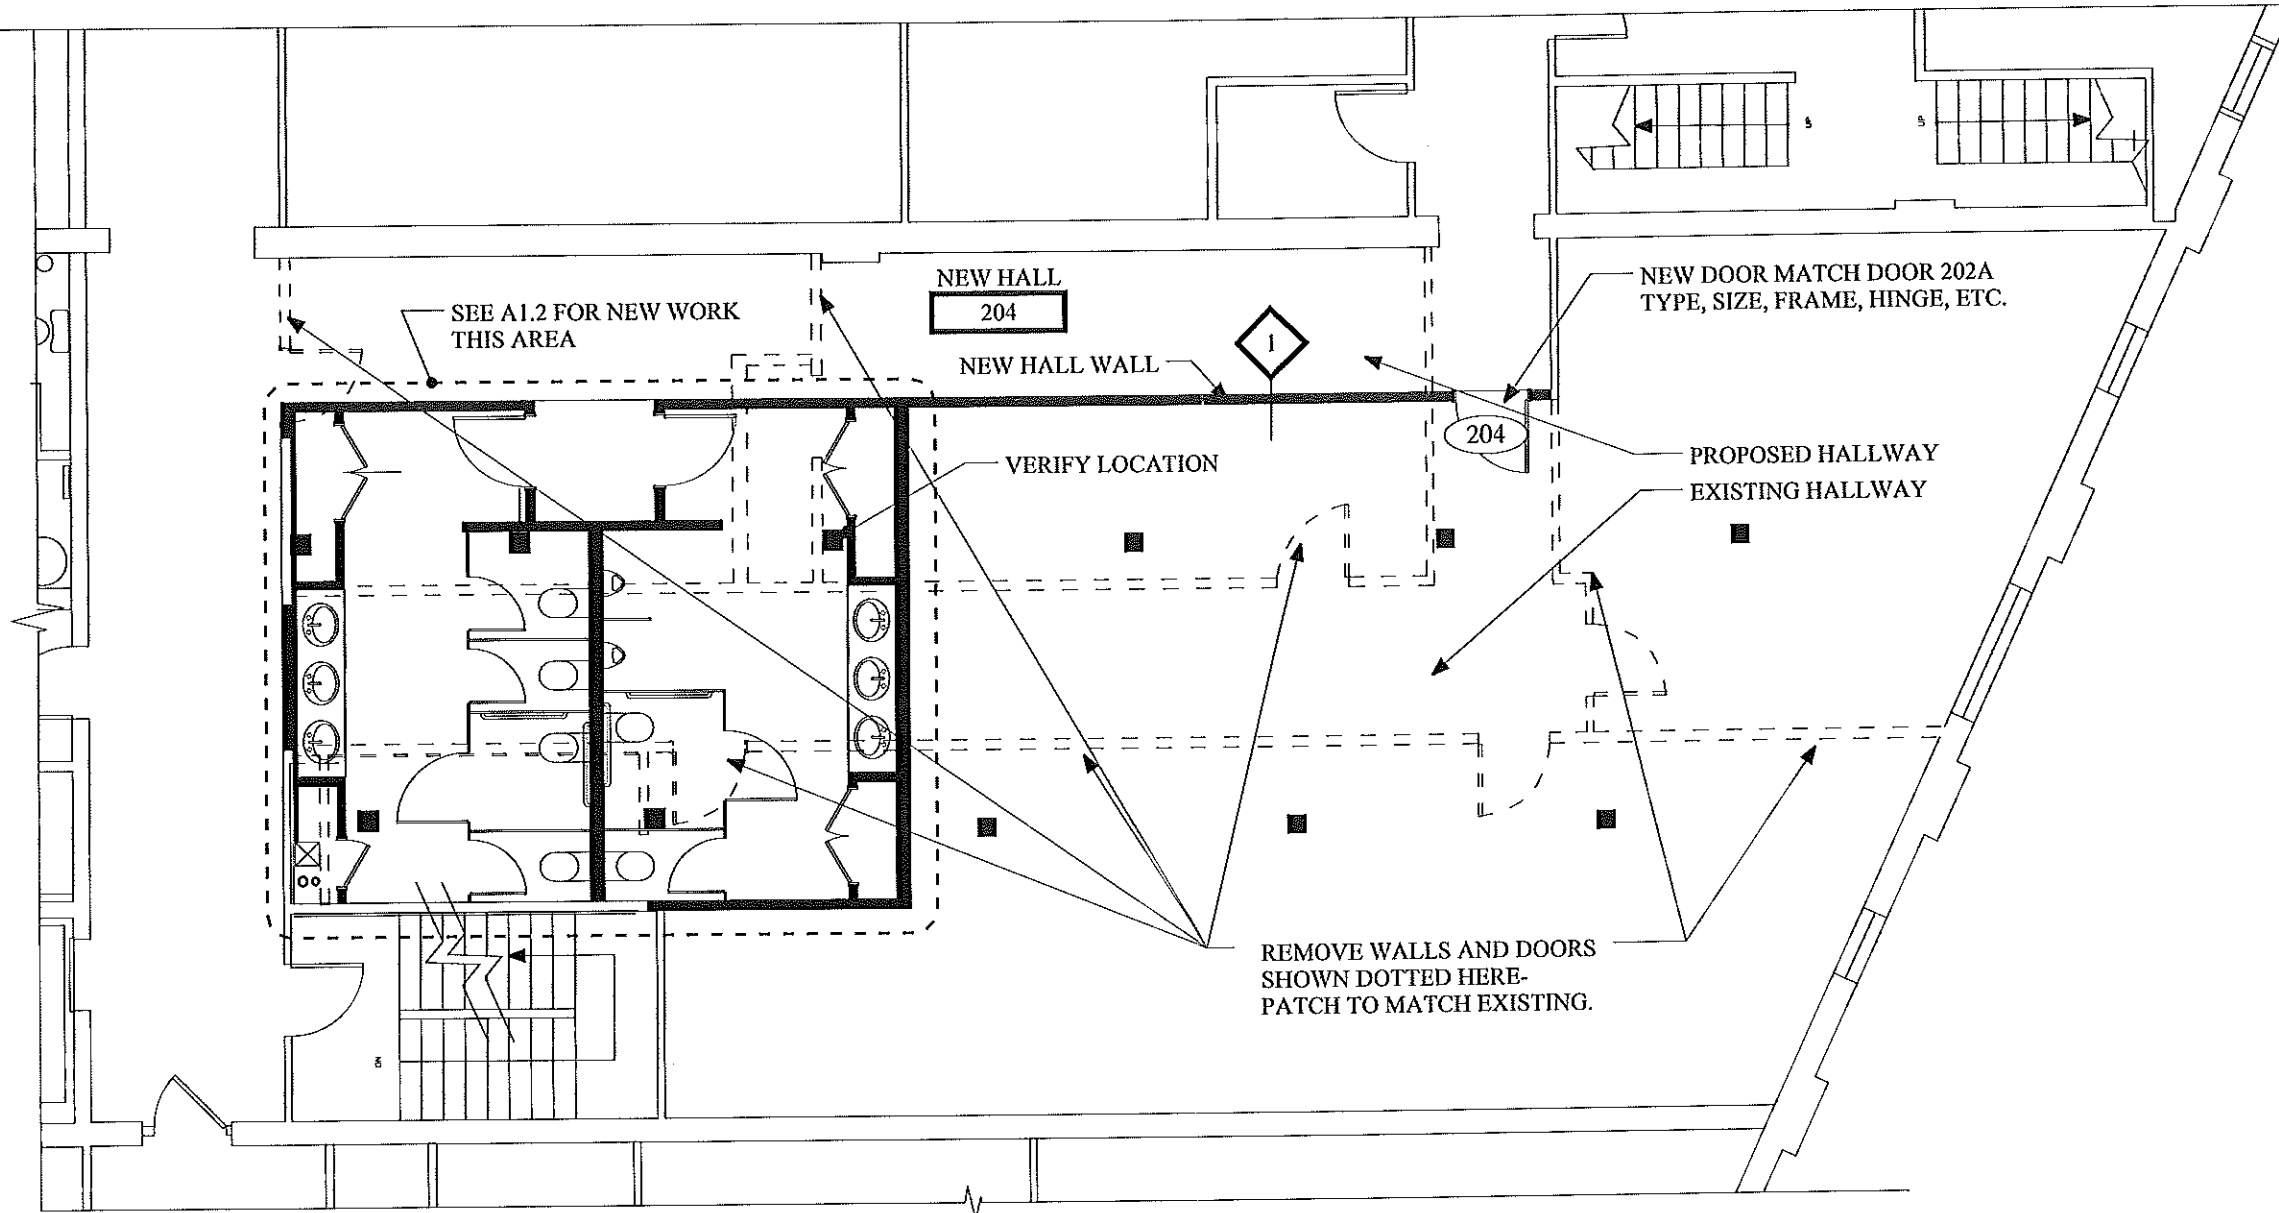 NEW HALL
204
NEW DOOR MATCH DOOR 202A
TYPE, SIZE, FRAME, HINGE, ETC.
SEE A1.2 FOR NEW WORK
THIS AREA
1
NEW HALL WALL
204
VERIFY LOCATION
PROPOSED HALLWAY
EXISTING HALLWAY
REMOVE WALLS AND DOORS
SHOWN DOTTED HERE-
PATCH TO MATCH EXISTING.
DN